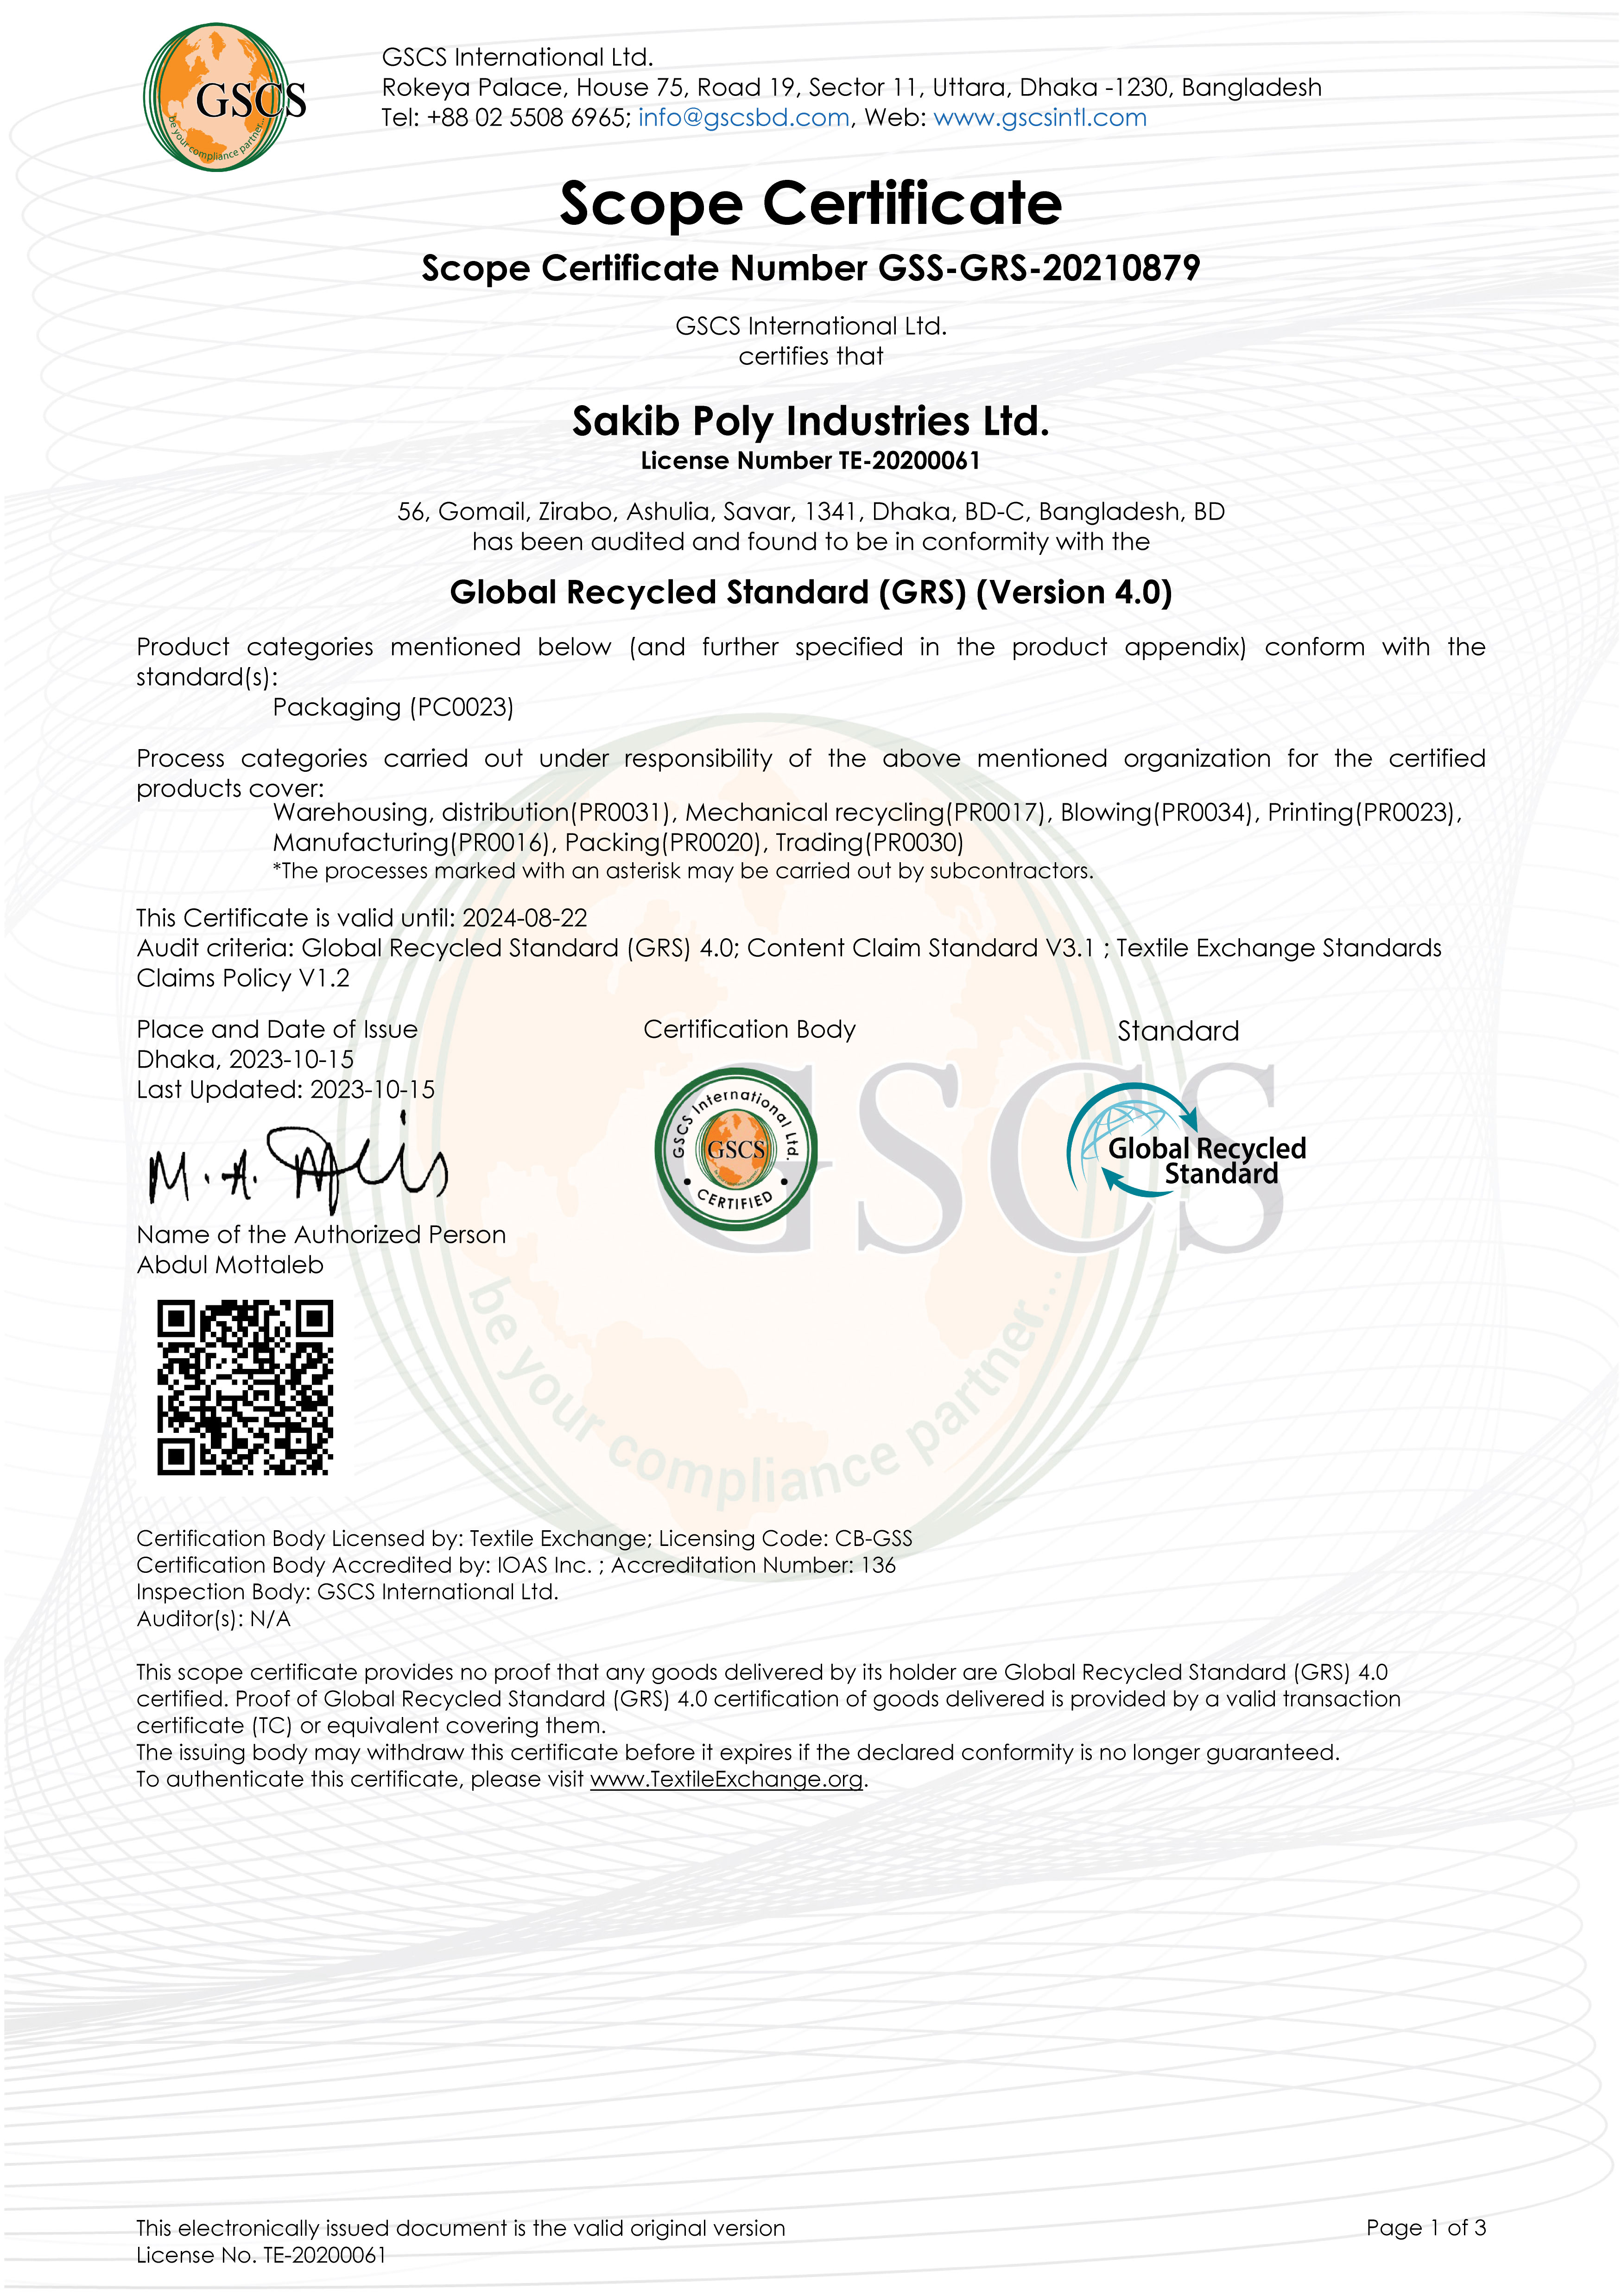 GSCS
be your compliance partner...
GSCS International Ltd.
Rokeya Palace, House 75, Road 19, Sector 11, Uttara, Dhaka -1230, Bangladesh
Tel: +88 02 5508 6965; info@gscsbd.com, Web: www.gscsintl.com
Scope Certificate
Scope Certificate Number GSS-GRS-20210879
GSCS International Ltd.
certifies that
Sakib Poly Industries Ltd.
License Number TE-20200061
56, Gomail, Zirabo, Ashulia, Savar, 1341, Dhaka, BD-C, Bangladesh, BD
has been audited and found to be in conformity with the
Global Recycled Standard (GRS) (Version 4.0)
Product categories mentioned below (and further specified in the product appendix) conform with the
standard(s):
Packaging (PC0023)
Process categories carried out under responsibility of the above mentioned organization for the certified
products cover:
Warehousing, distribution(PR0031), Mechanical recycling(PR0017), Blowing(PR0034), Printing(PR0023),
Manufacturing(PR0016), Packing(PR0020), Trading(PR0030)
*The processes marked with an asterisk may be carried out by subcontractors.
This Certificate is valid until: 2024-08-22
Audit criteria: Global Recycled Standard (GRS) 4.0; Content Claim Standard V3.1 ; Textile Exchange Standards
Claims Policy V1.2
Place and Date of Issue
Dhaka, 2023-10-15
Last Updated: 2023-10-15
Certification Body
Standard
GSCS International Ltd.
GSCS
CERTIFIED
Global Recycled
Standard
GSCS
be your compliance partner...
M. A.
Name of the Authorized Person
Abdul Mottaleb
Certification Body Licensed by: Textile Exchange; Licensing Code: CB-GSS
Certification Body Accredited by: IOAS Inc. ; Accreditation Number: 136
Inspection Body: GSCS International Ltd.
Auditor(s): N/A
This scope certificate provides no proof that any goods delivered by its holder are Global Recycled Standard (GRS) 4.0
certified. Proof of Global Recycled Standard (GRS) 4.0 certification of goods delivered is provided by a valid transaction
certificate (TC) or equivalent covering them.
The issuing body may withdraw this certificate before it expires if the declared conformity is no longer guaranteed.
To authenticate this certificate, please visit www.TextileExchange.org.
This electronically issued document is the valid original version
License No. TE-20200061
Page 1 of 3